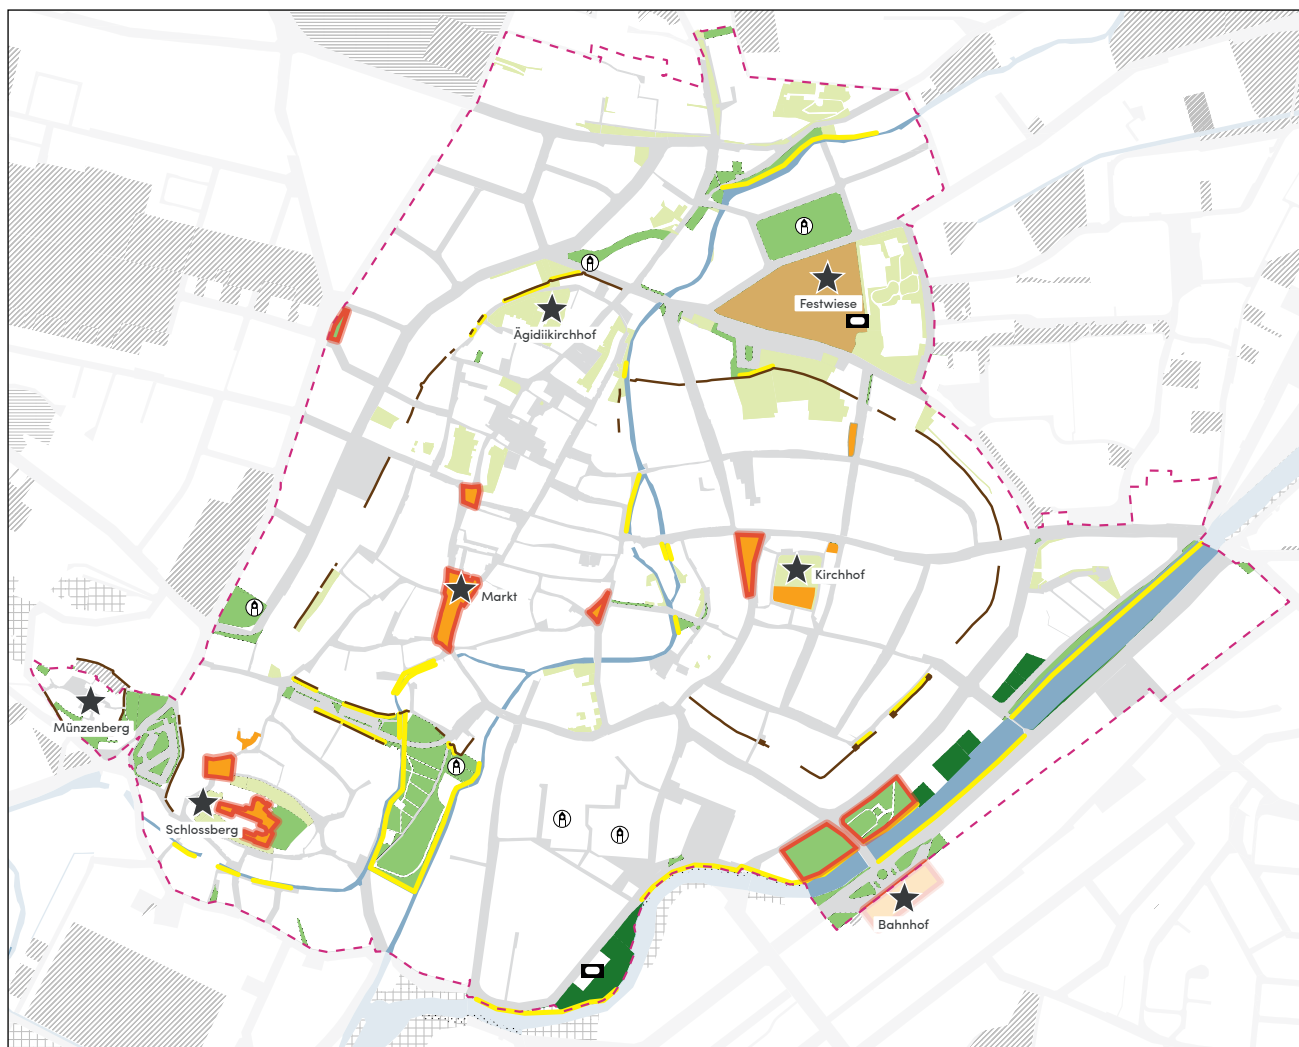 Festwiese
Ägidiikirchhof
Kirchhof
Markt
Münzenberg
Schlossberg
Bahnhof